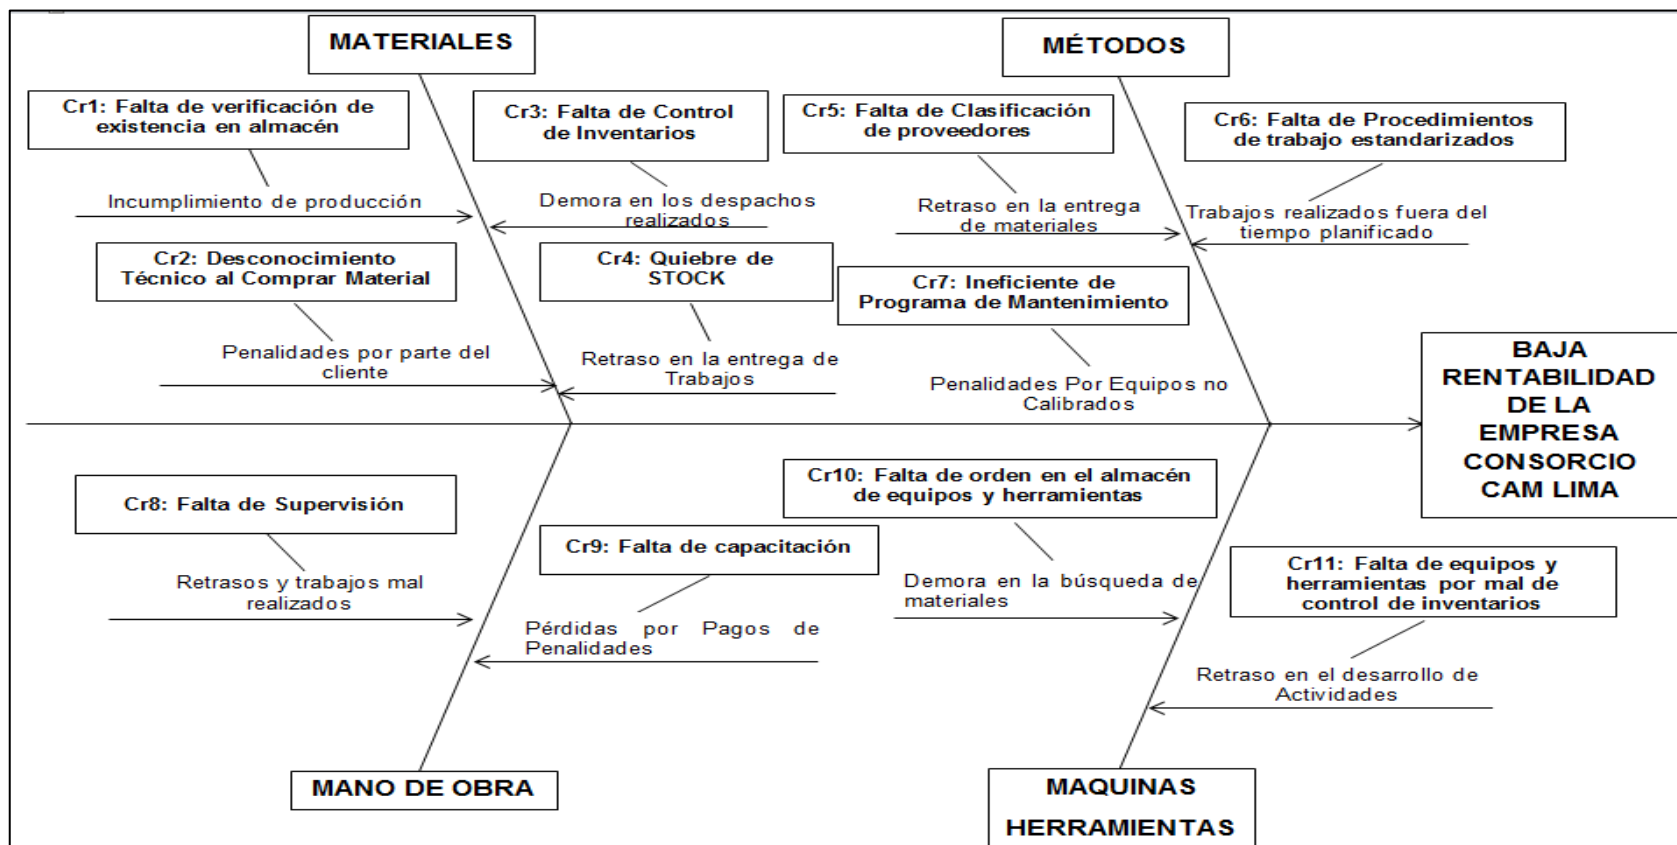 MATERIALES
MÉTODOS
Cr1: Falta de verificación de
existencia en almacén
Incumplimiento de producción
Cr3: Falta de Control
de Inventarios
Demora en los despachos
realizados
Cr2: Desconocimiento
Técnico al Comprar Material
Penalidades por parte del
cliente
Cr4: Quiebre de
STOCK
Retraso en la entrega de
Trabajos
Cr5: Falta de Clasificación
de proveedores
Retraso en la entrega
de materiales
Cr6: Falta de Procedimientos
de trabajo estandarizados
Trabajos realizados fuera del
tiempo planificado
Cr7: Ineficiente de
Programa de Mantenimiento
Penalidades Por Equipos no
Calibrados
BAJA
RENTABILIDAD
DE LA
EMPRESA
CONSORCIO
CAM LIMA
Cr8: Falta de Supervisión
Retrasos y trabajos mal
realizados
Cr9: Falta de capacitación
Pérdidas por Pagos de
Penalidades
Cr10: Falta de orden en el almacén
de equipos y herramientas
Demora en la búsqueda de
materiales
Cr11: Falta de equipos y
herramientas por mal de
control de inventarios
Retraso en el desarrollo de
Actividades
MANO DE OBRA
MAQUINAS
HERRAMIENTAS